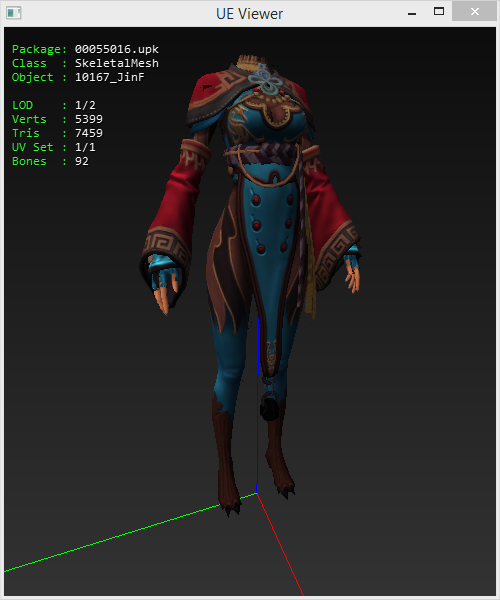 UE Viewer
Package: 00055016.upk
Class  : SkeletalMesh
Object : 10167_JinF
LOD    : 1/2
Verts  : 5399
Tris   : 7459
UV Set : 1/1
Bones  : 92